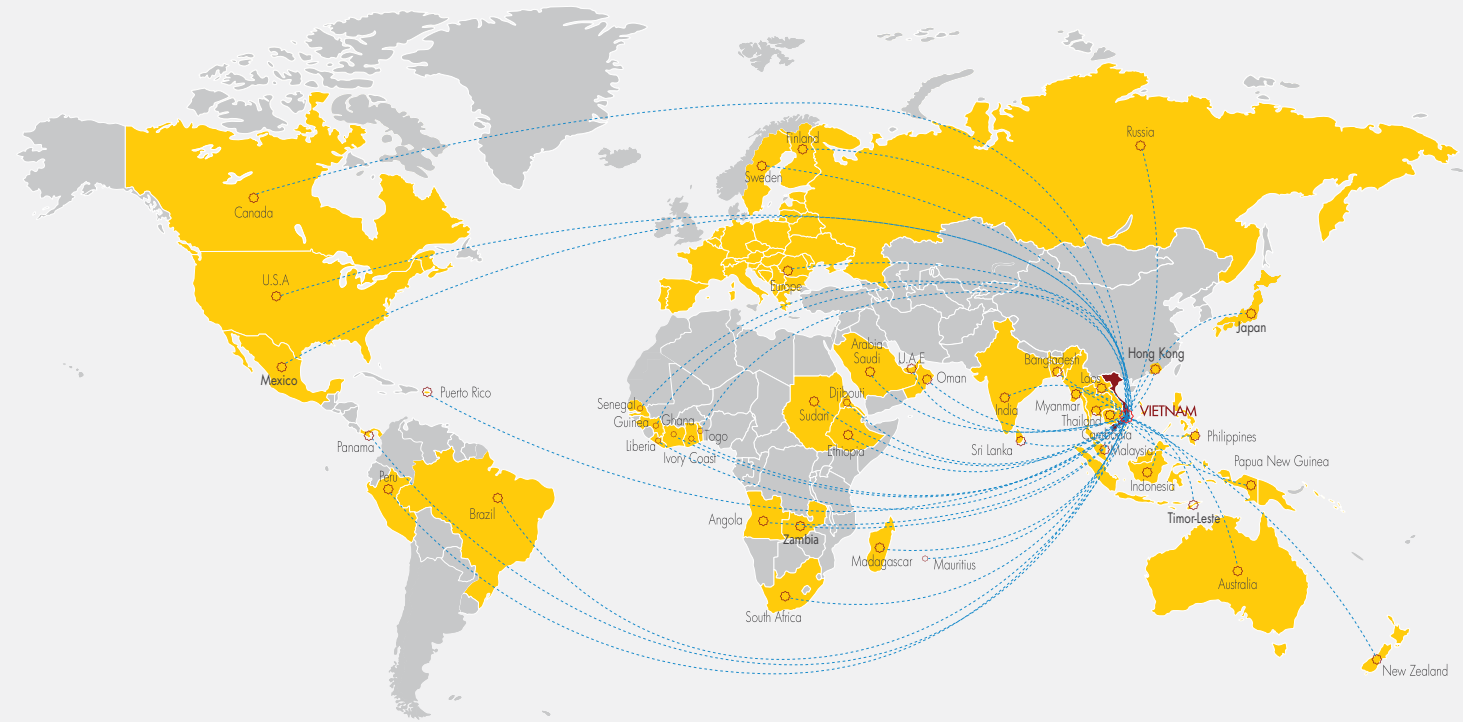 Finland
Russia
Sweden
Canada
U.S.A
Europe
Mexico
Japan
Hong Kong
Arabia
Saudi
U.A.E
Oman
Bangladesh
Laos
Puerto Rico
Djibouti
Senegal
Sudan
India
Myanmar
VIETNAM
Guinea
Ghana
Thailand
Togo
Cambodia
Philippines
Panama
Liberia
Ivory Coast
Ethiopia
Sri Lanka
Malaysia
Papua New Guinea
Peru
Indonesia
Brazil
Angola
Timor-Leste
Zambia
Madagascar
Mauritius
Australia
South Africa
New Zealand